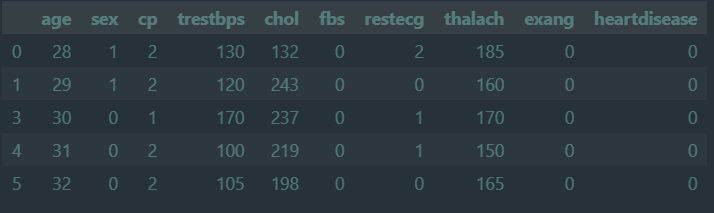 age sex cp trestbps chol fbs restecg thalach exang heartdisease
0 28 1 2 130 132 0 2 185 0 0
1 29 1 2 120 243 0 0 160 0 0
3 30 0 1 170 237 0 1 170 0 0
4 31 0 2 100 219 0 1 150 0 0
5 32 0 2 105 198 0 0 165 0 0